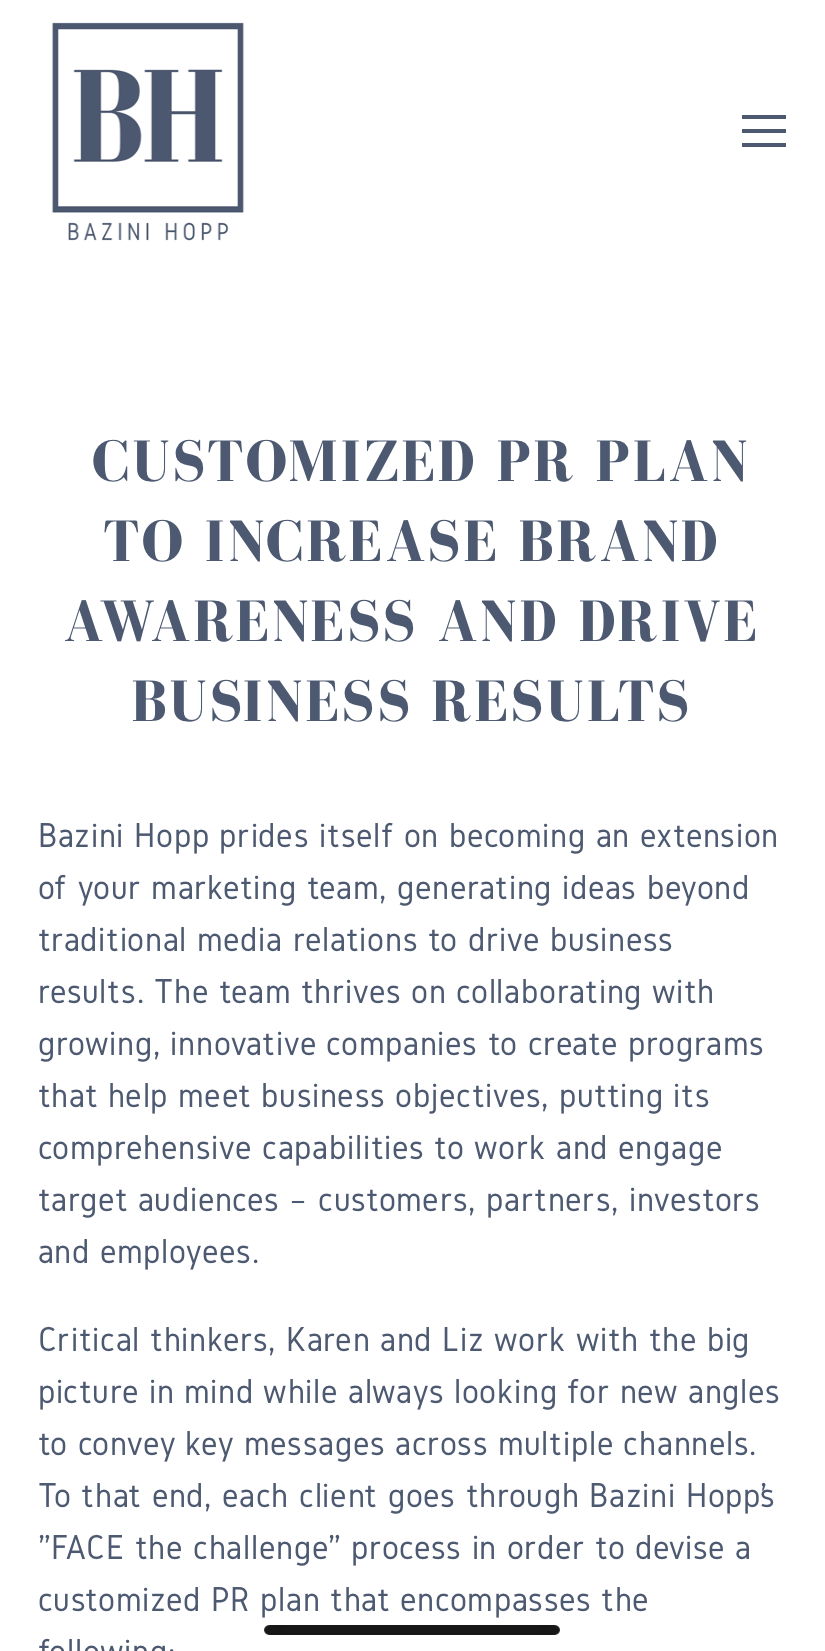 BH
BAZINI HOPP
CUSTOMIZED PR PLAN
TO INCREASE BRAND
AWARENESS AND DRIVE
BUSINESS RESULTS
Bazini Hopp prides itself on becoming an extension
of your marketing team, generating ideas beyond
traditional media relations to drive business
results. The team thrives on collaborating with
growing, innovative companies to create programs
that help meet business objectives, putting its
comprehensive capabilities to work and engage
target audiences – customers, partners, investors
and employees.
Critical thinkers, Karen and Liz work with the big
picture in mind while always looking for new angles
to convey key messages across multiple channels.
To that end, each client goes through Bazini Hopp’s
”FACE the challenge” process in order to devise a
customized PR plan that encompasses the
following: